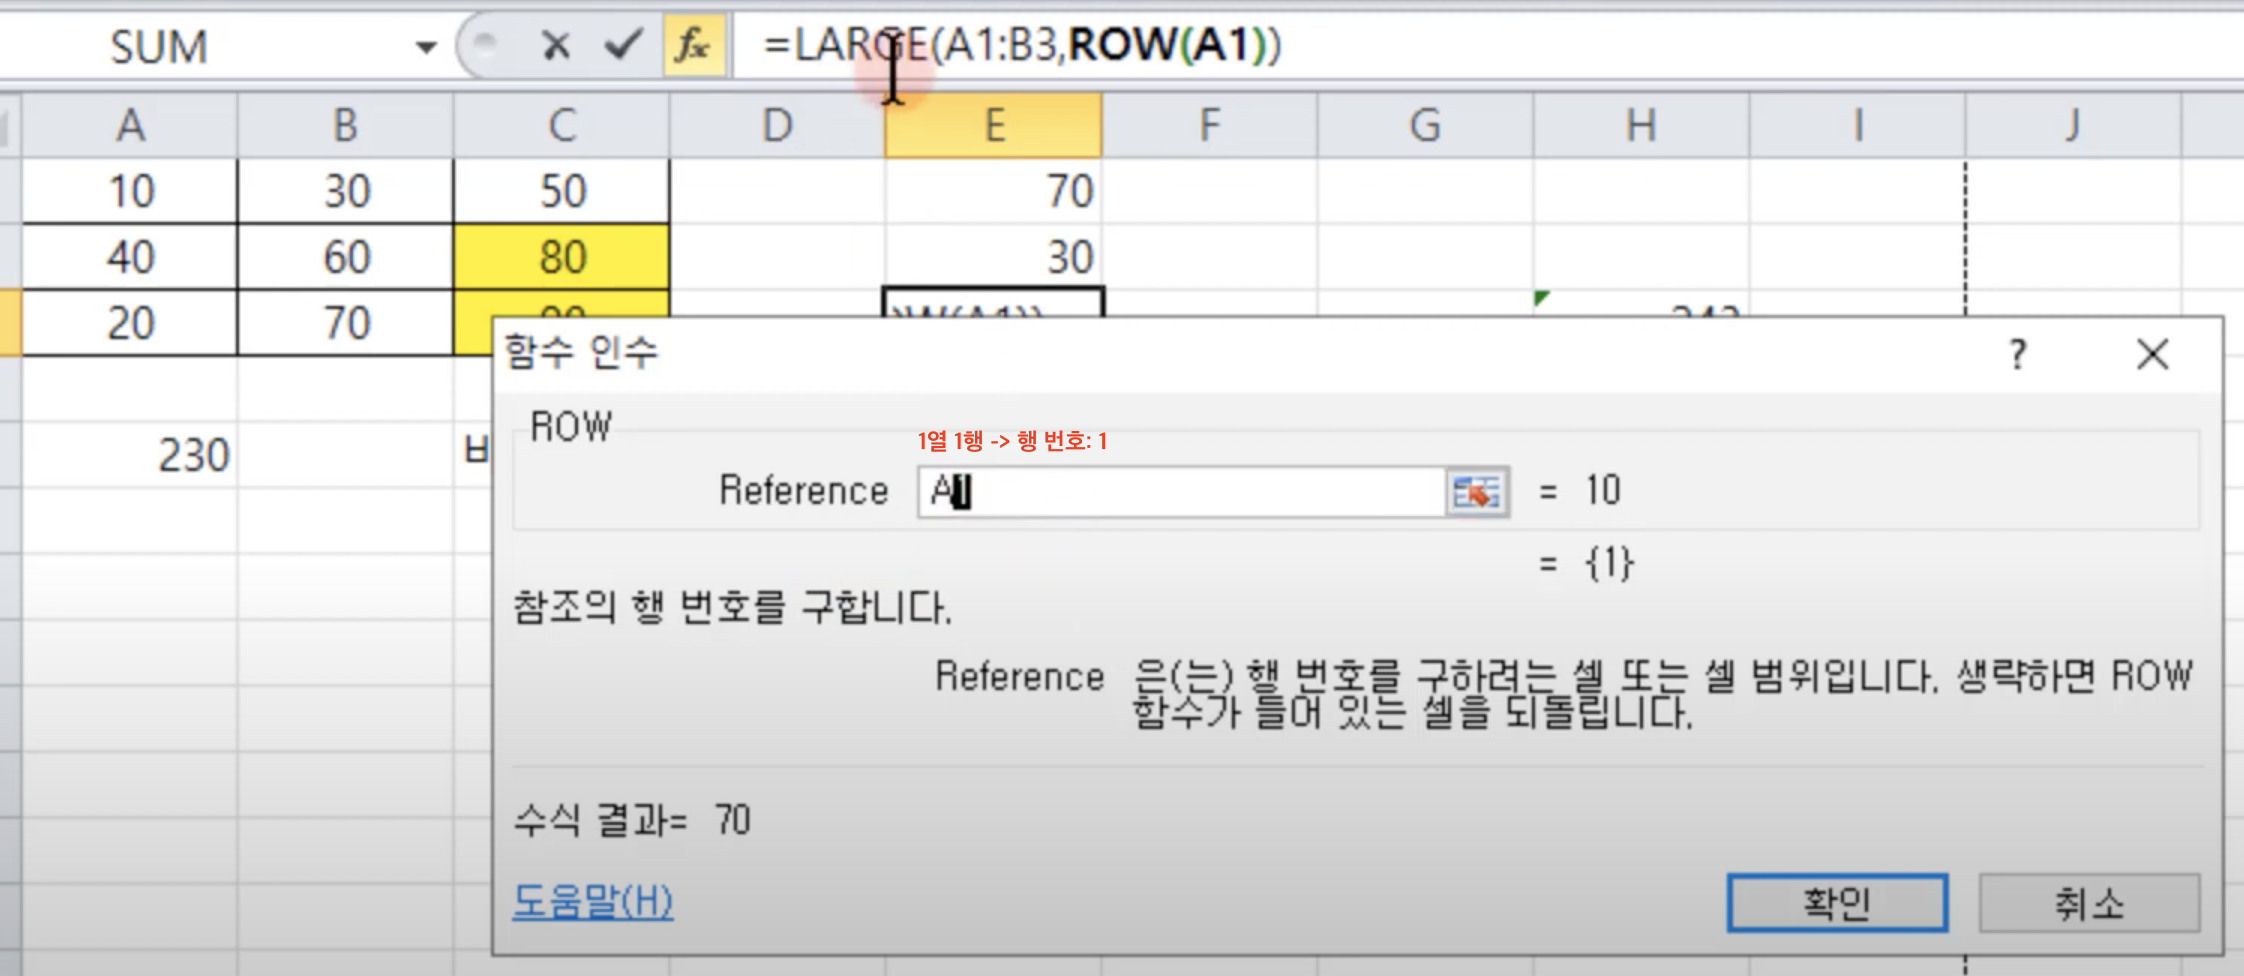 SUM =LARGE(A1:B3,ROW(A1))
A B C D E F G H I J
10 30 50 70
40 60 80 30
20 70
함수 인수 ?
ROW
1열 1행 -> 행 번호: 1
230
Reference A1 = 10
= {1}
참조의 행 번호를 구합니다.
Reference 은(는) 행 번호를 구하려는 셀 또는 셀 범위입니다. 생략하면 ROW
함수가 들어 있는 셀을 되돌립니다.
수식 결과= 70
도움말(H)
확인 취소